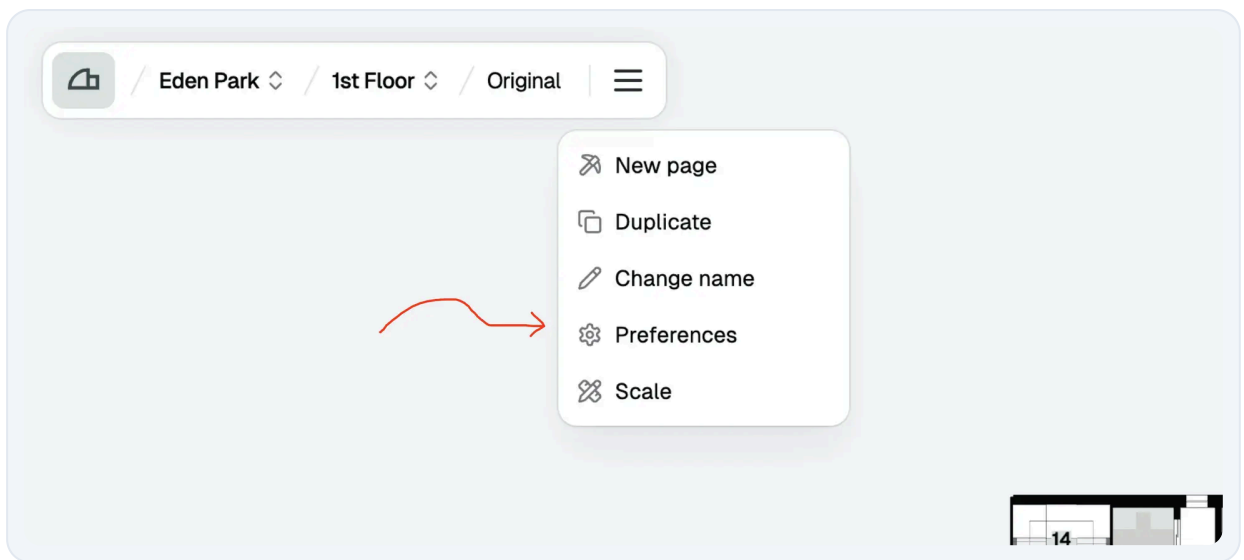 Eden Park / 1st Floor / Original
New page
Duplicate
Change name
Preferences
Scale
14